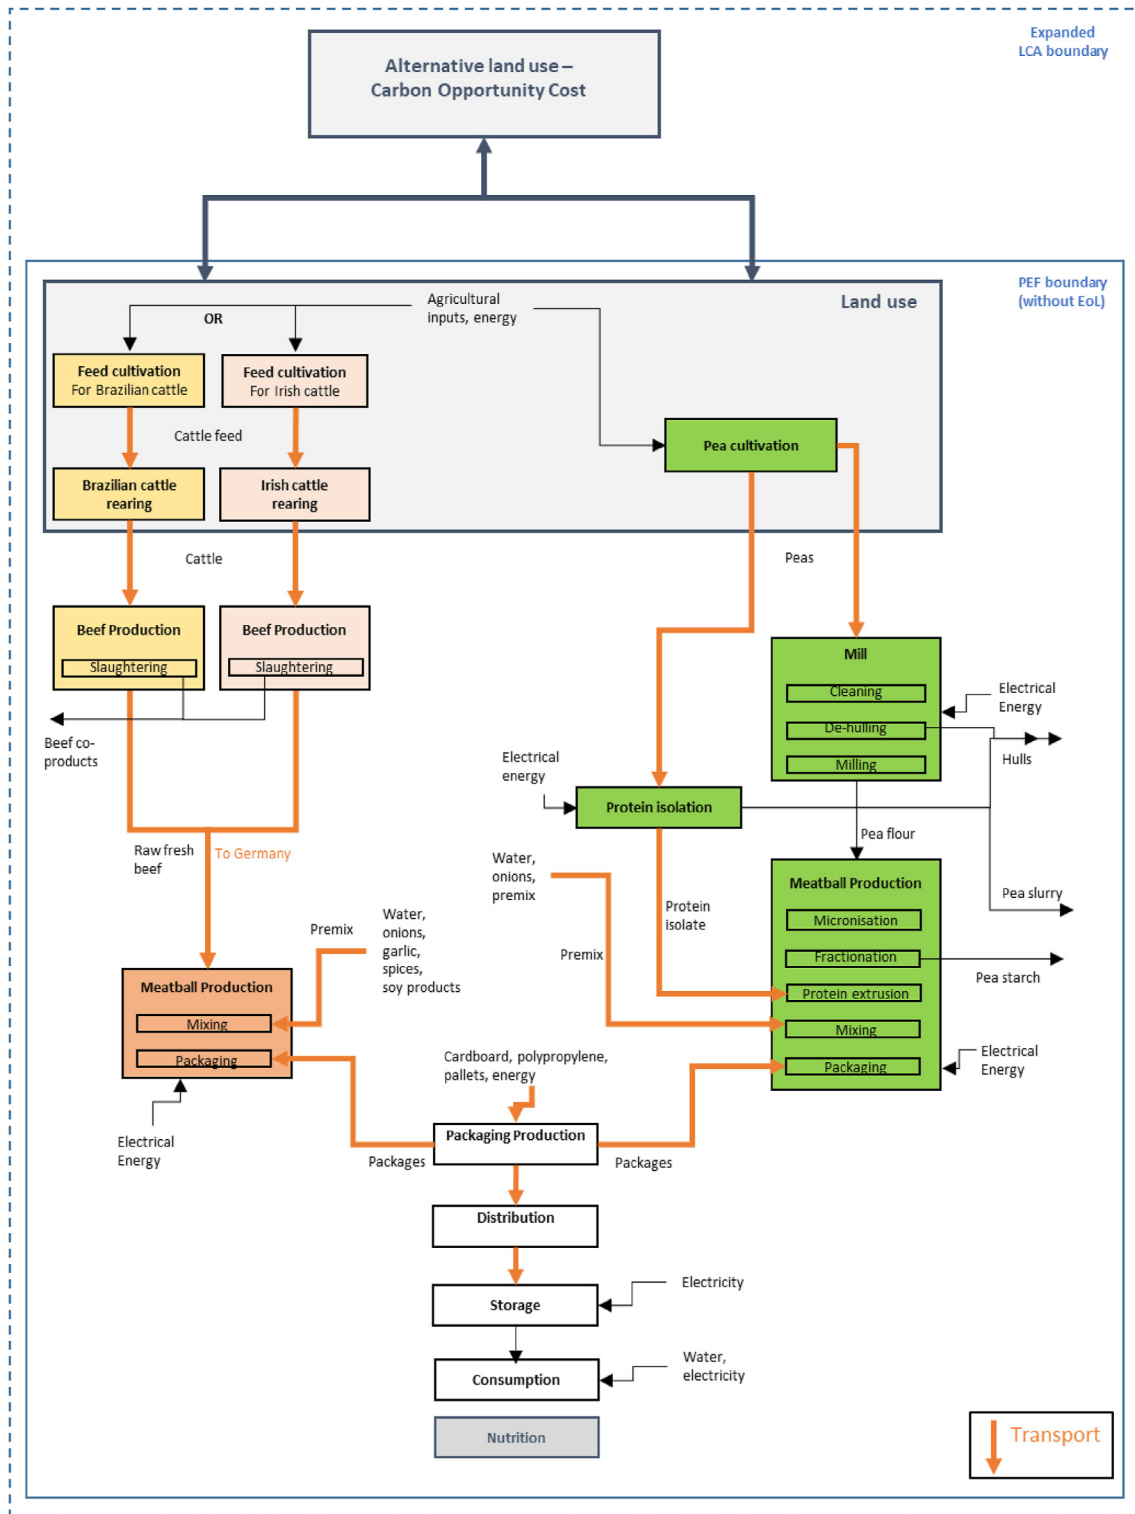 Expanded
LCA boundary
Alternative land use –
Carbon Opportunity Cost
PEF boundary
(without EoL)
Land use
Agricultural
inputs, energy
OR
Feed cultivation
For Brazilian cattle
Feed cultivation
For Irish cattle
Cattle feed
Pea cultivation
Brazilian cattle
rearing
Irish cattle
rearing
Cattle
Peas
Beef Production
Slaughtering
Beef Production
Slaughtering
Mill
Cleaning
De-hulling
Milling
Electrical
Energy
Hulls
Beef co-
products
Electrical
energy
Protein isolation
Pea flour
Raw fresh
beef
To Germany
Water,
onions,
premix
Protein
isolate
Premix
Meatball Production
Micronisation
Fractionation
Protein extrusion
Mixing
Packaging
Pea slurry
Pea starch
Electrical
Energy
Premix
Water,
onions,
garlic,
spices,
soy products
Meatball Production
Mixing
Packaging
Electrical
Energy
Cardboard, polypropylene,
pallets, energy
Packaging Production
Packages
Packages
Distribution
Storage
Electricity
Consumption
Water,
electricity
Nutrition
Transport